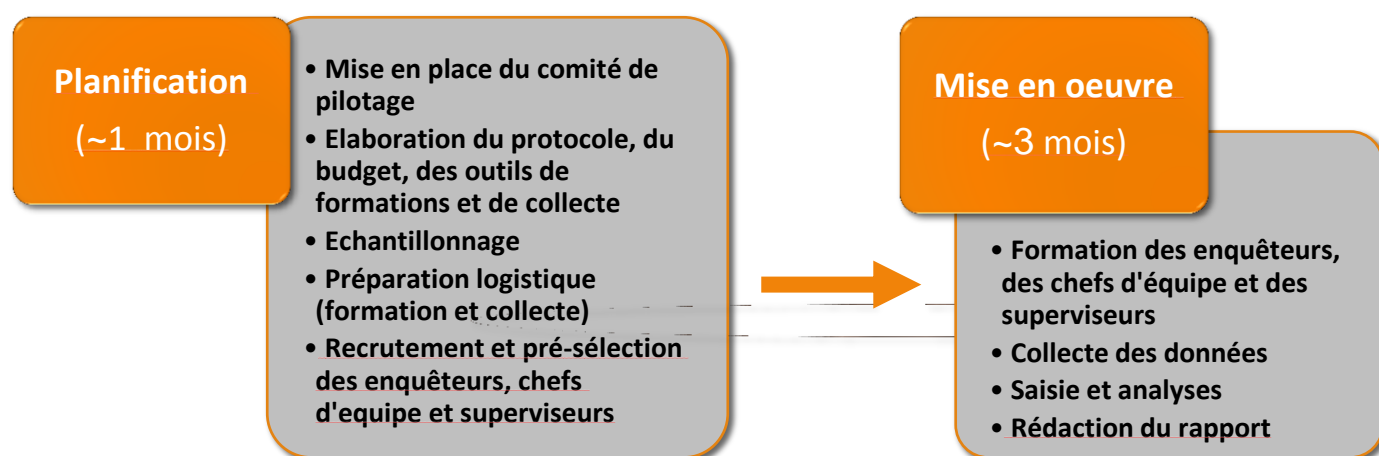 Planification
(~1 mois)
• Mise en place du comité de
pilotage
• Elaboration du protocole, du
budget, des outils de
formations et de collecte
• Echantillonnage
• Préparation logistique
(formation et collecte)
• Recrutement et pré-sélection
des enquêteurs, chefs
d'equipe et superviseurs
Mise en oeuvre
(~3 mois)
• Formation des enquêteurs,
des chefs d'équipe et des
superviseurs
• Collecte des données
• Saisie et analyses
• Rédaction du rapport